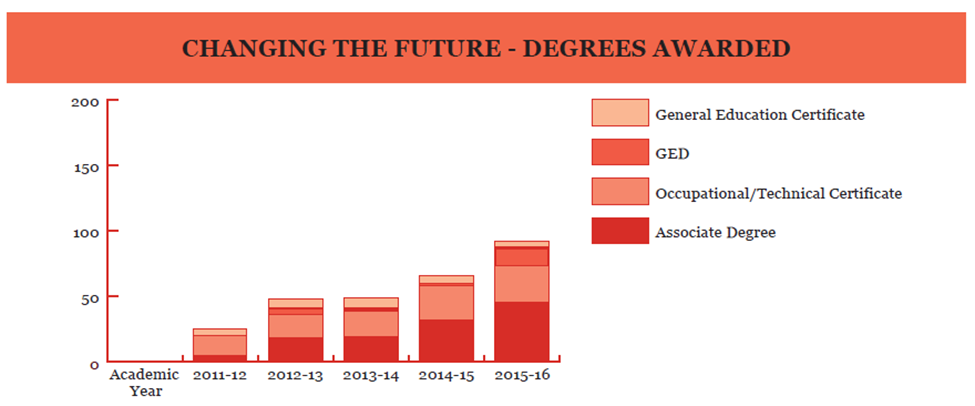 CHANGING THE FUTURE - DEGREES AWARDED
200
150
100
50
0
Academic Year
2011-12
2012-13
2013-14
2014-15
2015-16
General Education Certificate
GED
Occupational/Technical Certificate
Associate Degree